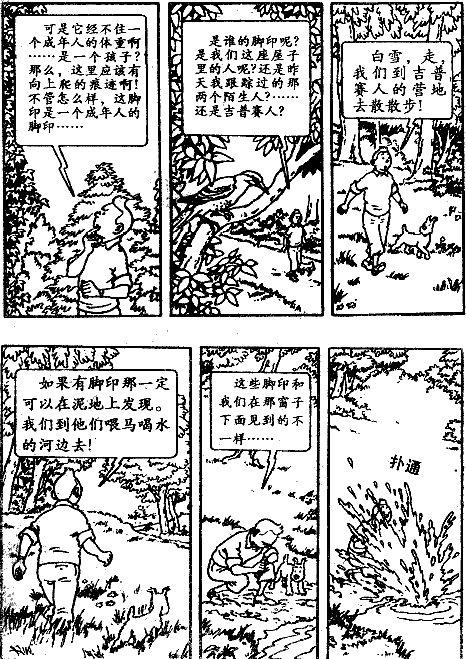 可是它经不住一
个成年人的体重啊
……是一个孩子?
那么，这里应该有
向上爬的痕迹啊!
不管怎么样，这脚
印是一个成年人的
脚印……
是谁的脚印呢?
是我们这座屋子
里的人呢?还是昨
天我跟踪过的那
两个陌生人?……
还是吉普赛人?
白雪，走，
我们到吉普
赛人的营地
去散散步!
如果有脚印那一定
可以在泥地上发现。
我们到他们喂马喝水
的河边去!
这些脚印和
我们在那窗子
下面见到的不
一样……
扑通